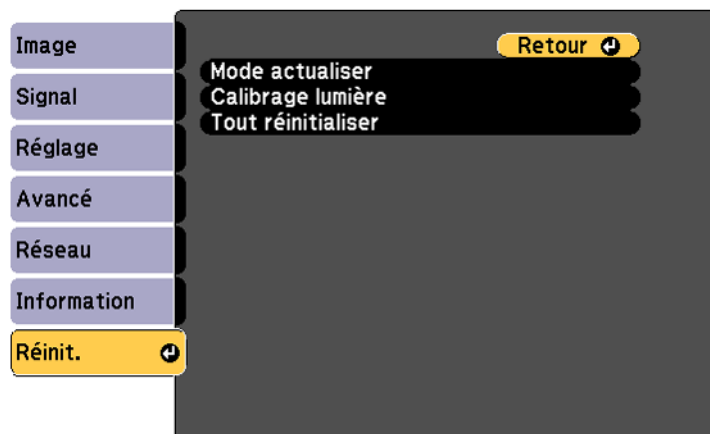 Image
Signal
Réglage
Avancé
Réseau
Information
Réinit.
Retour
Mode actualiser
Calibrage lumière
Tout réinitialiser